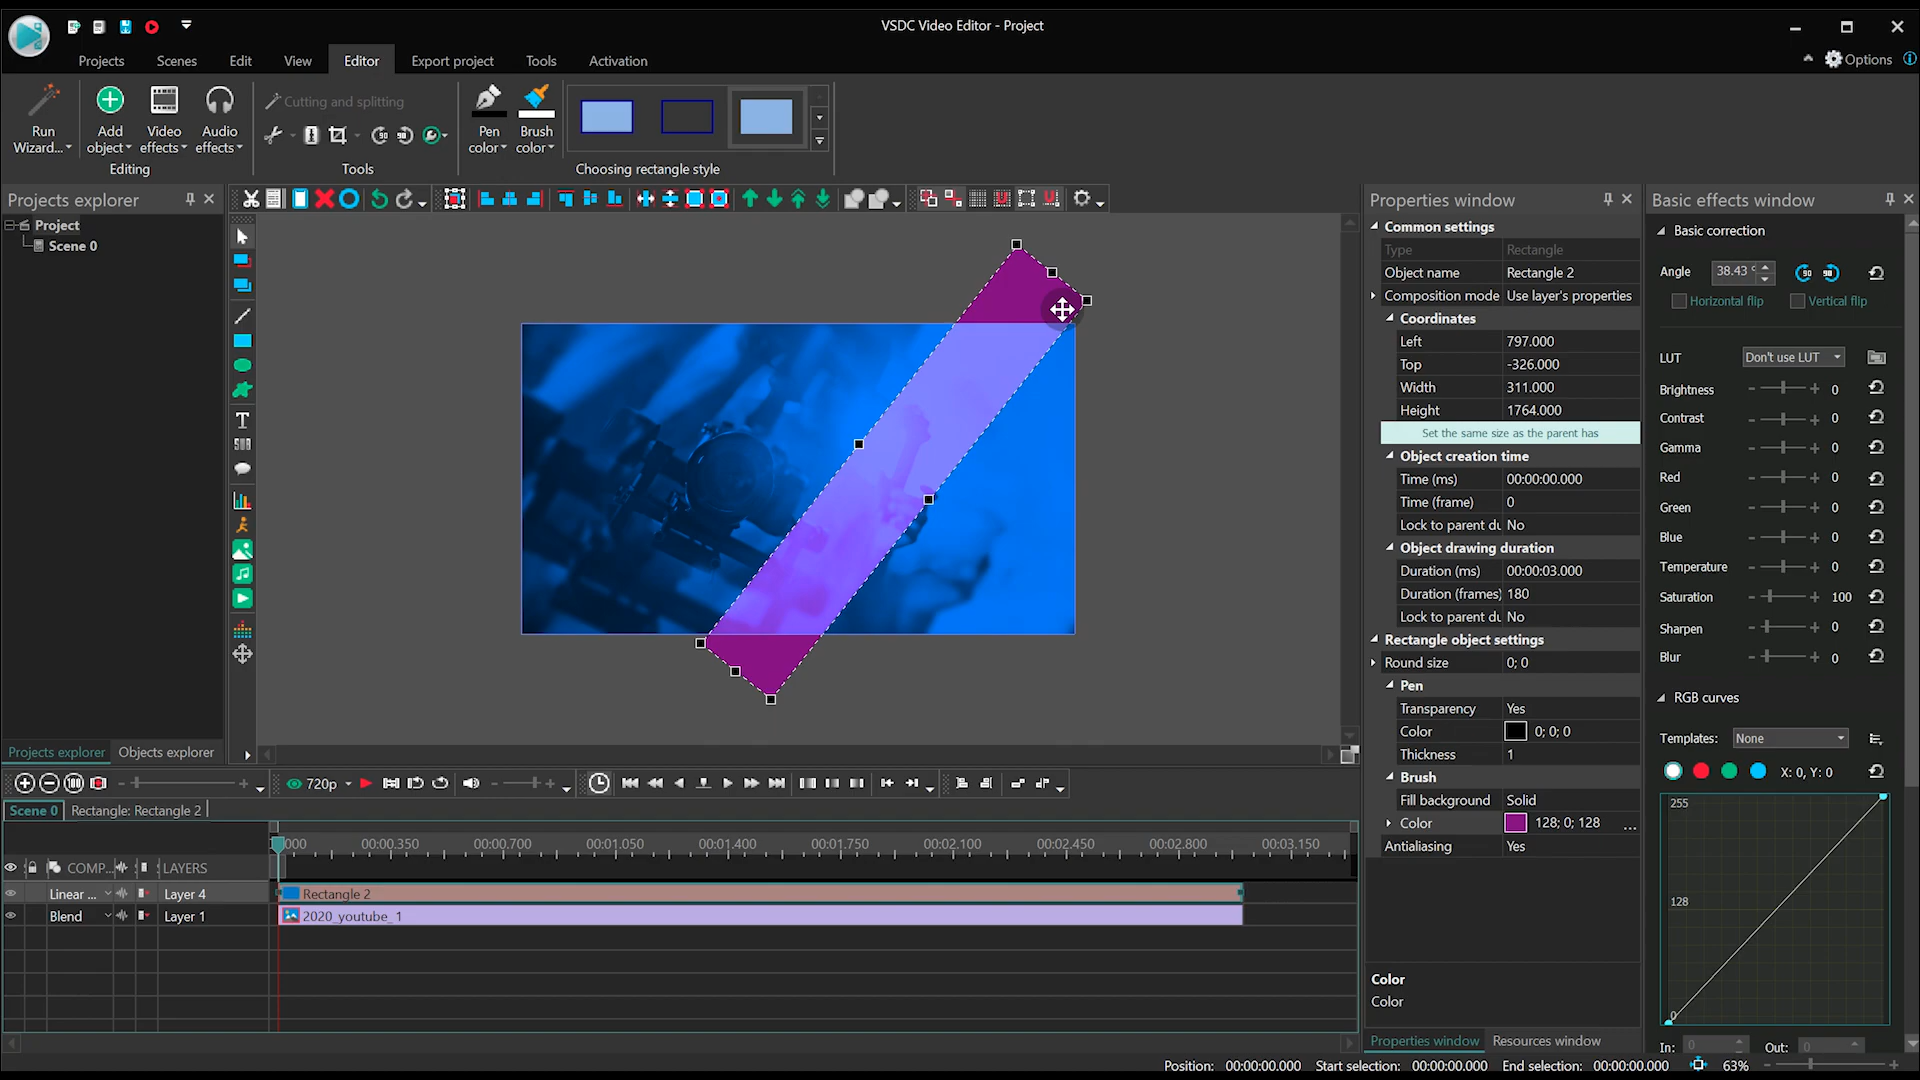 VSDC Video Editor - Project
Projects
Scenes
Edit
View
Editor
Export project
Tools
Activation
Options
Run
Wizard...
Add
object
Video
effects
Audio
effects
Editing
Cutting and splitting
Tools
Pen
color
Brush
color
Choosing rectangle style
Projects explorer
Project
Scene 0
Projects explorer
Objects explorer
Properties window
Common settings
Type Rectangle
Object name Rectangle 2
Composition mode Use layer's properties
Coordinates
Left 797.000
Top -326.000
Width 311.000
Height 1764.000
Set the same size as the parent has
Object creation time
Time (ms) 00:00:00.000
Time (frame) 0
Lock to parent du No
Object drawing duration
Duration (ms) 00:00:03.000
Duration (frames) 180
Lock to parent du No
Rectangle object settings
Round size 0; 0
Pen
Transparency Yes
Color 0; 0; 0
Thickness 1
Brush
Fill background Solid
Color 128; 0; 128 ...
Antialiasing Yes
Color
Color
Properties window
Resources window
Basic effects window
Basic correction
Angle 38.43 °
90 90
Horizontal flip
Vertical flip
LUT Don't use LUT
Brightness 0
Contrast 0
Gamma 0
Red 0
Green 0
Blue 0
Temperature 0
Saturation 100
Sharpen 0
Blur 0
RGB curves
Templates: None
X: 0, Y: 0
255
128
0
In: 0 Out: 0
720p
Scene 0
Rectangle: Rectangle 2
000 00:00.350 00:00.700 00:01.050 00:01.400 00:01.750 00:02.100 00:02.450 00:02.800 00:03.150
COMP... LAYERS
Linear ... Layer 4 Rectangle 2
Blend Layer 1 2020_youtube_1
Position: 00:00:00.000 Start selection: 00:00:00.000 End selection: 00:00:00.000 63%